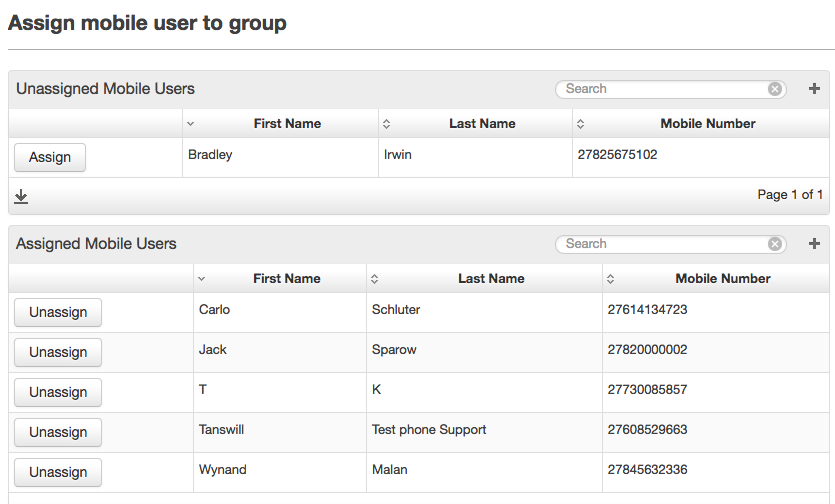 Assign mobile user to group
Unassigned Mobile Users Search
First Name Last Name Mobile Number
Assign Bradley Irwin 27825675102
Page 1 of 1
Assigned Mobile Users Search
First Name Last Name Mobile Number
Unassign Carlo Schluter 27614134723
Unassign Jack Sparow 27820000002
Unassign T K 27730085857
Unassign Tanswill Test phone Support 27608529663
Unassign Wynand Malan 27845632336